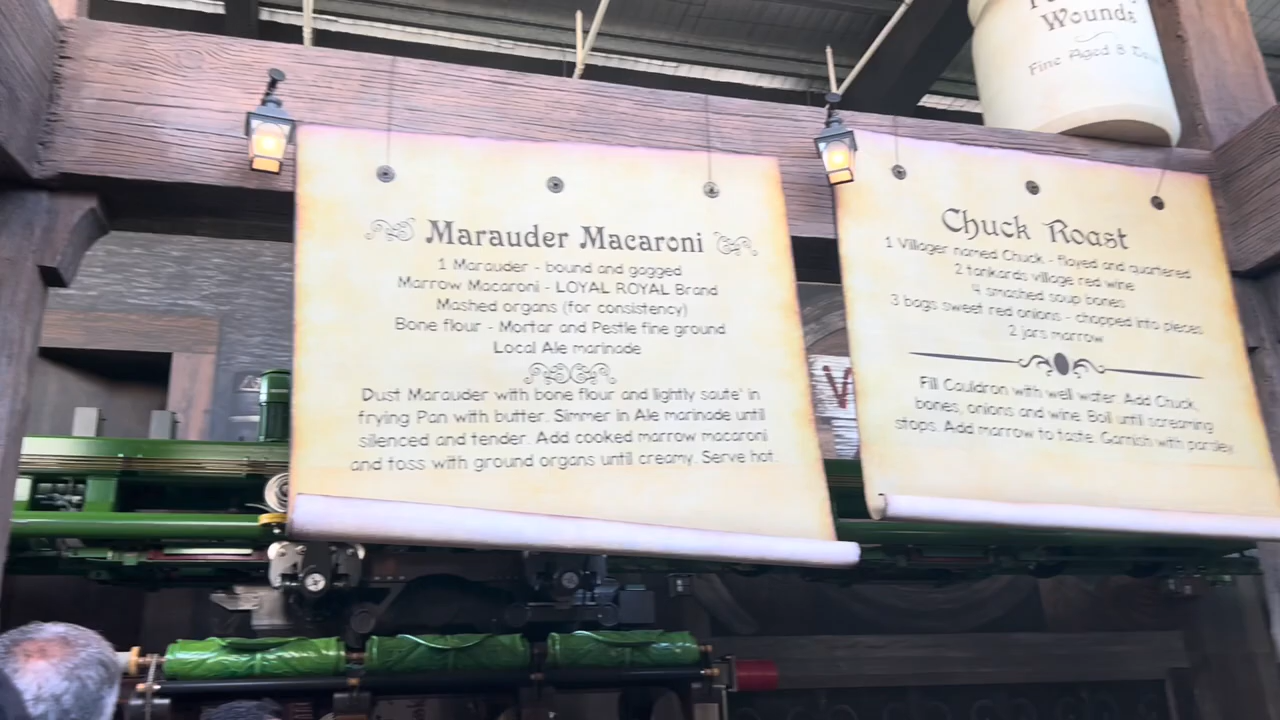 Wounds
Fine Aged 8
Marauder Macaroni
1 Marauder - bound and gagged
Marrow Macaroni - LOYAL ROYAL Brand
Mashed organs (for consistency)
Bone flour - Mortar and Pestle fine ground
Local Ale marinade
Dust Marauder with bone flour and lightly saute' in
frying Pan with butter. Simmer in Ale marinade until
silenced and tender. Add cooked marrow macaroni
and toss with ground organs until creamy. Serve hot.
Chuck Roast
1 Villager named Chuck - flayed and quartered
2 tankards village red wine
4 smashed soup bones
3 bags sweet red onions - chopped into pieces
2 jars marrow
Fill Cauldron with well water. Add Chuck,
bones, onions and wine. Boil until screaming
stops. Add marrow to taste. Garnish with parsley